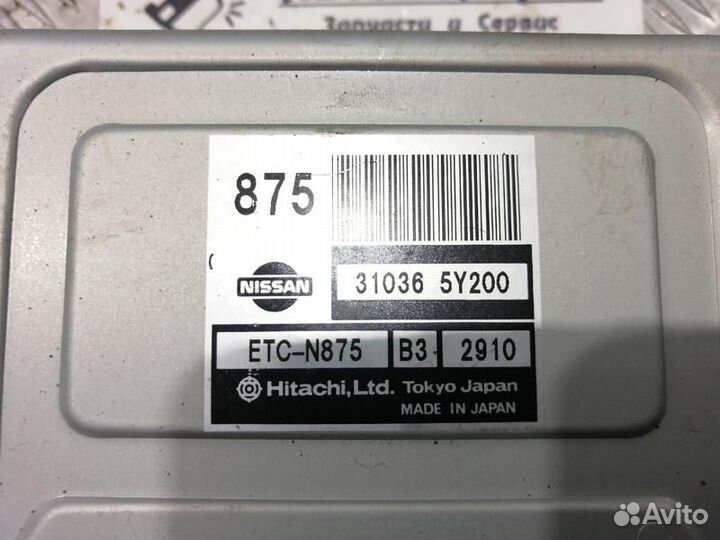 Запчасти и Сервис
875
NISSAN
31036 5Y200
ETC-N875 B3 2910
Hitachi, Ltd. Tokyo Japan
MADE IN JAPAN
Avito